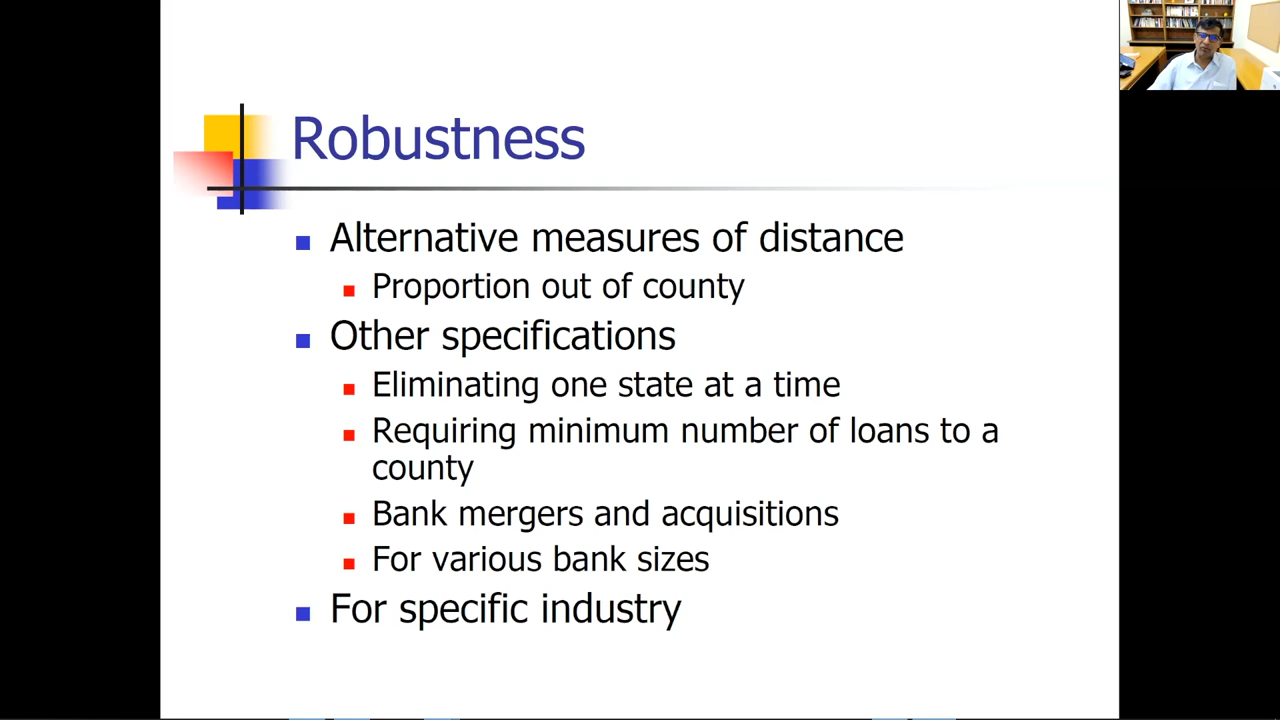 Robustness
Alternative measures of distance
Proportion out of county
Other specifications
Eliminating one state at a time
Requiring minimum number of loans to a
county
Bank mergers and acquisitions
For various bank sizes
For specific industry